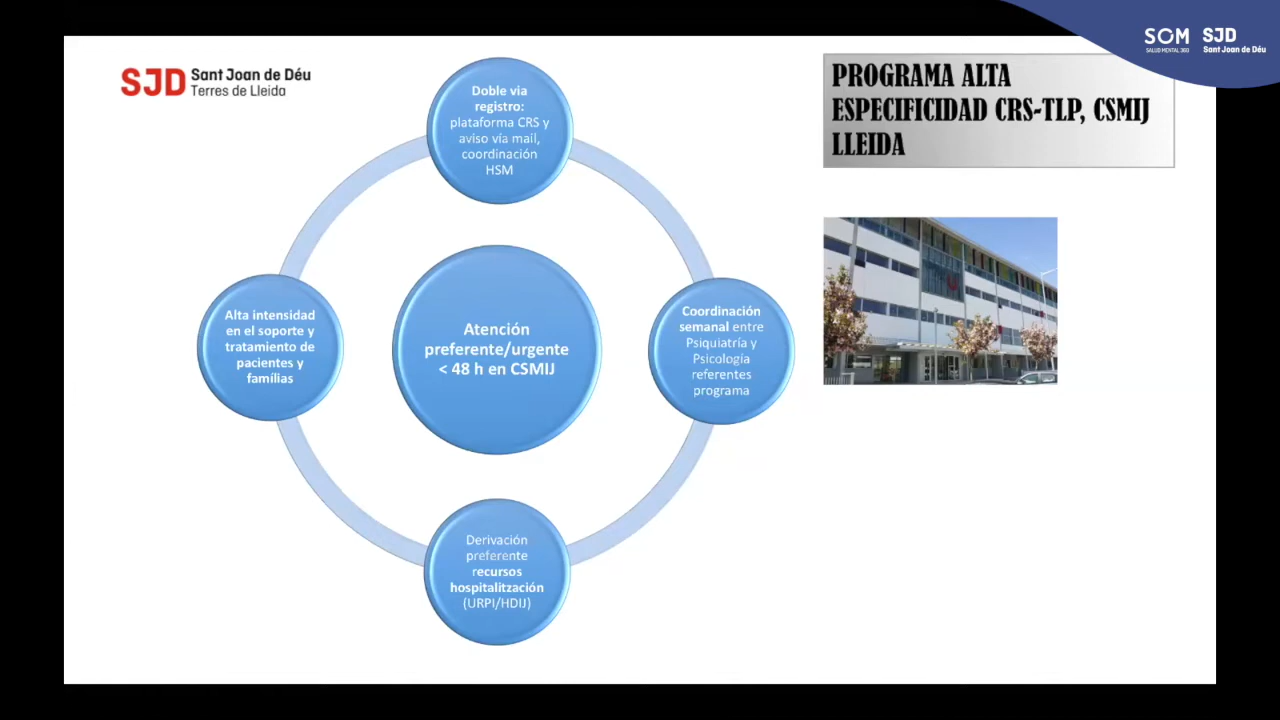 SOM
SALUD MENTAL 360
SJD
Sant Joan de Déu
SJD
Sant Joan de Déu
Terres de Lleida
PROGRAMA ALTA
ESPECIFICIDAD CRS-TLP, CSMIJ
LLEIDA
Doble via
registro:
plataforma CRS y
aviso vía mail,
coordinación
HSM
Alta intensidad
en el soporte y
tratamiento de
pacientes y
famílias
Atención
preferente/urgente
< 48 h en CSMIJ
Coordinación
semanal entre
Psiquiatría y
Psicología
referentes
programa
Derivación
preferente
recursos
hospitalitzación
(URPI/HDIJ)